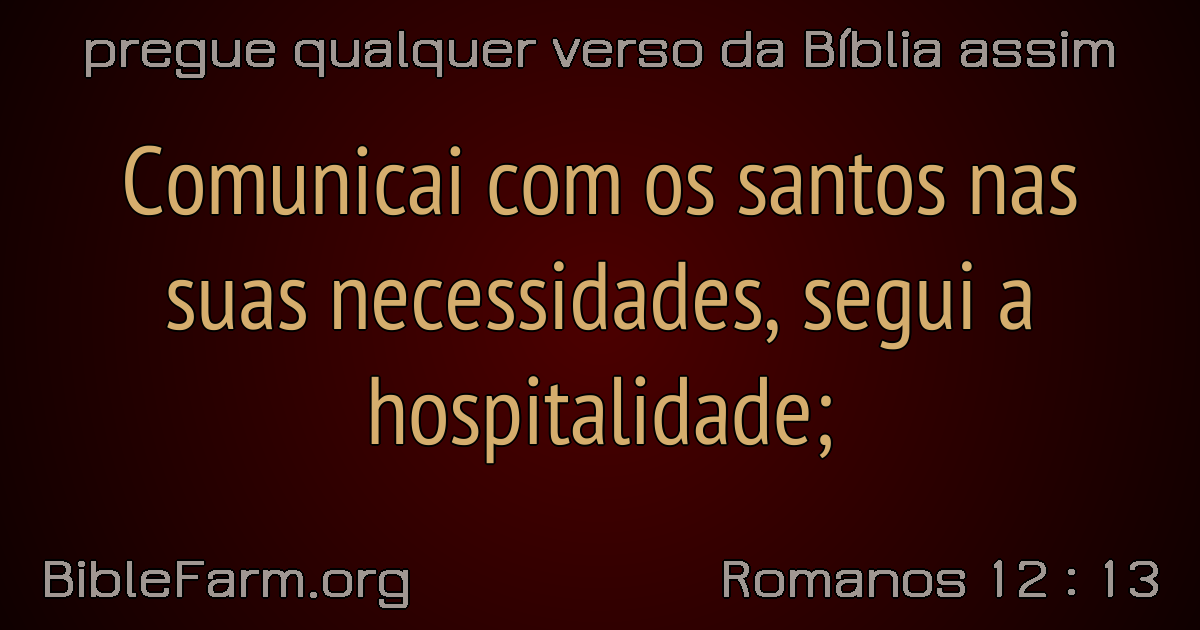 pregue qualquer verso da Bíblia assim
Comunicai com os santos nas
suas necessidades, segui a
hospitalidade;
BibleFarm.org
Romanos 12 : 13